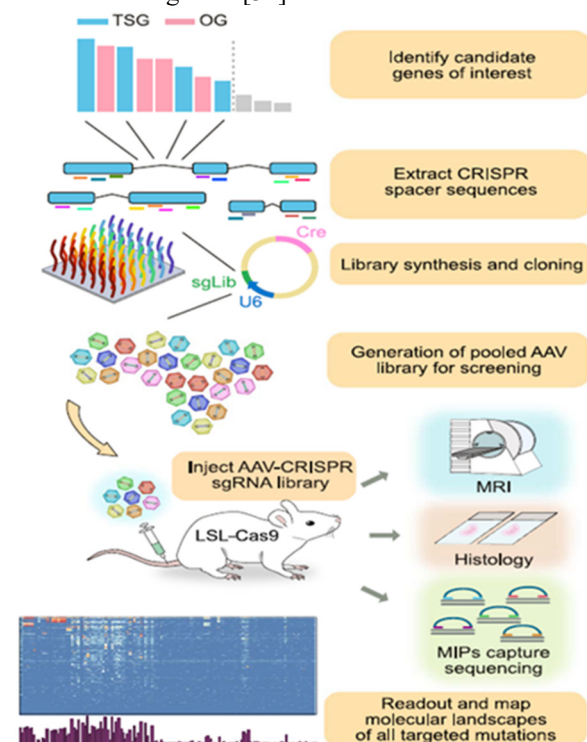 TSG OG
Identify candidate
genes of interest
Extract CRISPR
spacer sequences
Cre
sgLib
U6
Library synthesis and cloning
Generation of pooled AAV
library for screening
Inject AAV-CRISPR
sgRNA library
LSL-Cas9
MRI
Histology
MIPs capture
sequencing
Readout and map
molecular landscapes
of all targeted mutations